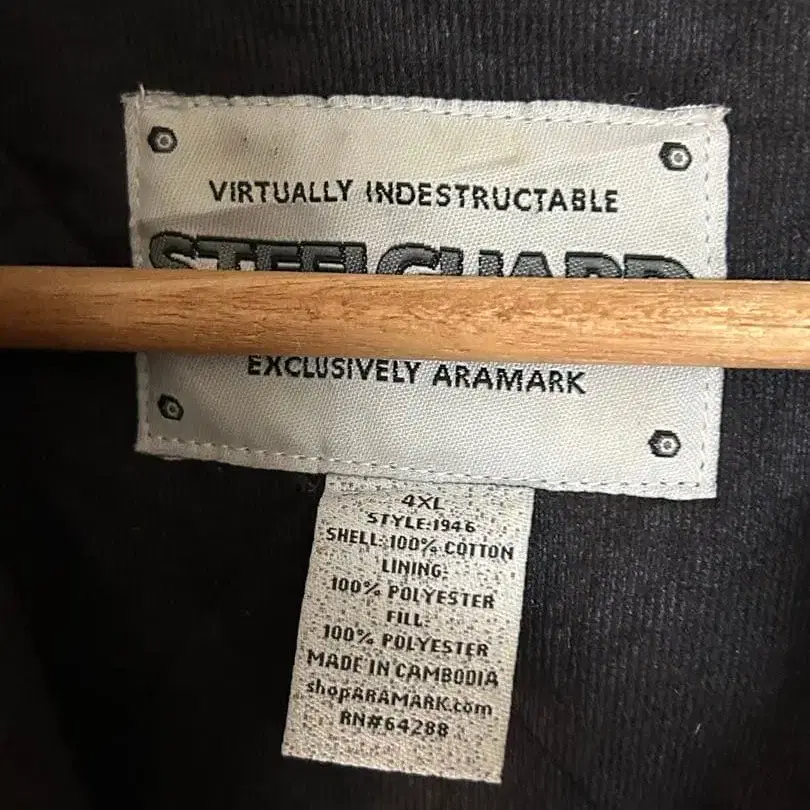 VIRTUALLY INDESTRUCTABLE
STEELGUARD
EXCLUSIVELY ARAMARK
4XL
STYLE:1946
SHELL: 100% COTTON
LINING:
100% POLYESTER
FILL:
100% POLYESTER
MADE IN CAMBODIA
shopARAMARK.com
RN#64288